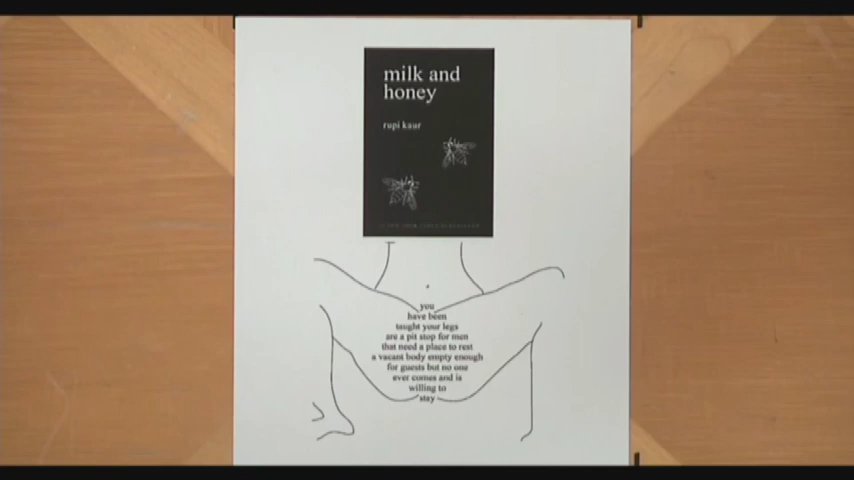 milk and
honey
rupi kaur
you
have been
taught your legs
are a pit stop for men
that need a place to rest
a vacant body empty enough
for guests but no one
ever comes and is
willing to
stay